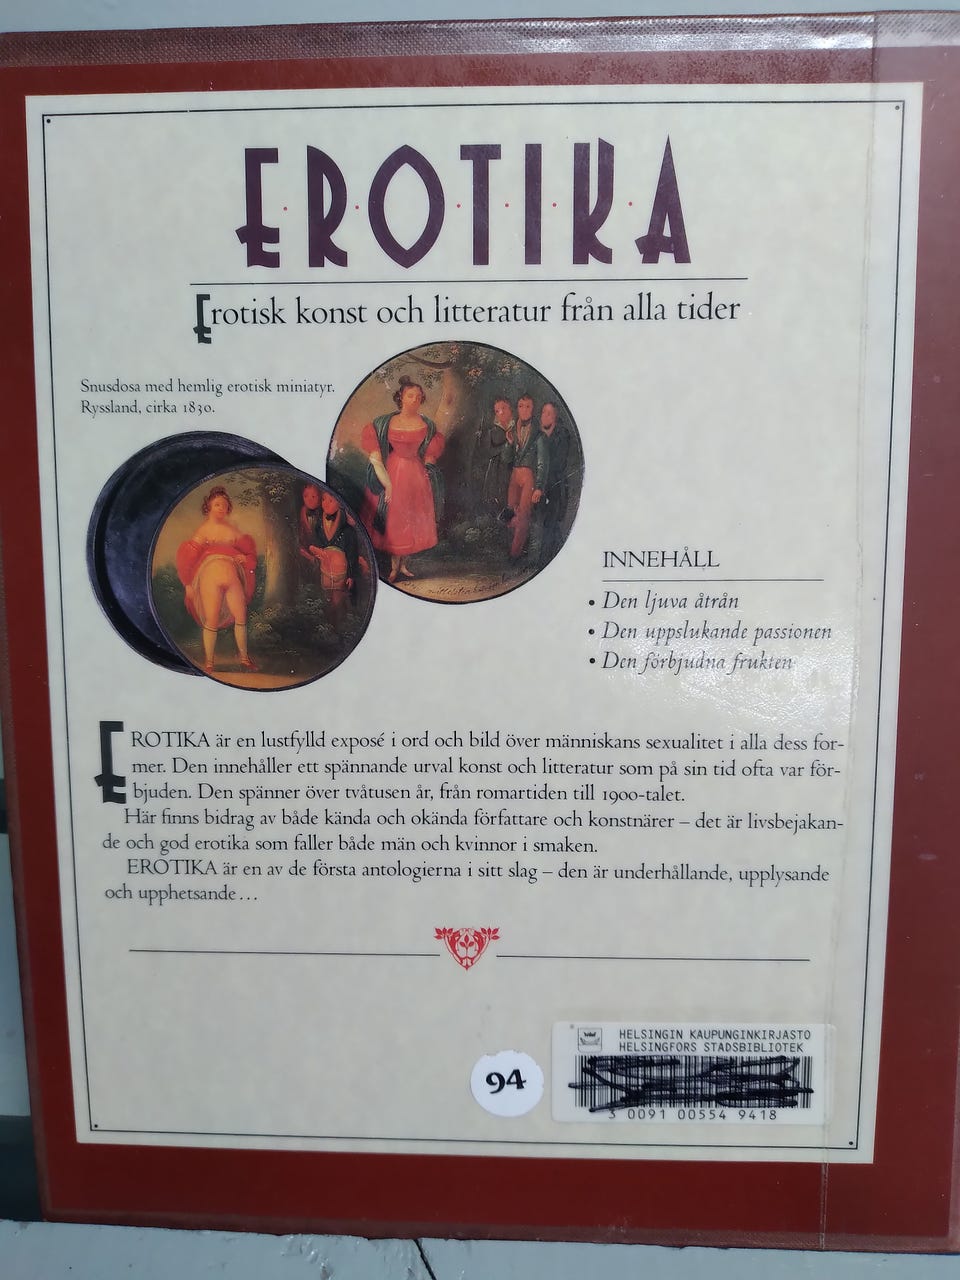 EROTIKA
Erotisk konst och litteratur från alla tider
Snusdosa med hemlig erotisk miniatyr.
Ryssland, cirka 1830.
INNEHÅLL
• Den ljuva åtrån
• Den uppslukande passionen
• Den förbjudna frukten
EROTIKA är en lustfylld exposé i ord och bild över människans sexualitet i alla dess for-
mer. Den innehåller ett spännande urval konst och litteratur som på sin tid ofta var för-
bjuden. Den spänner över tvåtusen år, från romartiden till 1900-talet.
Här finns bidrag av både kända och okända författare och konstnärer – det är livsbejakan-
de och god erotika som faller både män och kvinnor i smaken.
EROTIKA är en av de första antologierna i sitt slag – den är underhållande, upplysande
och upphetsande...
HELSINGIN KAUPUNGINKIRJASTO
HELSINGFORS STADSBIBLIOTEK
94
3 0091 00554 9418